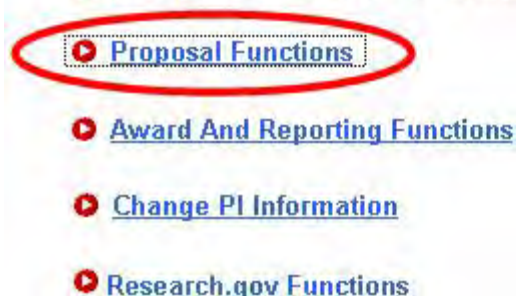 Proposal Functions
Award And Reporting Functions
Change PI Information
Research.gov Functions